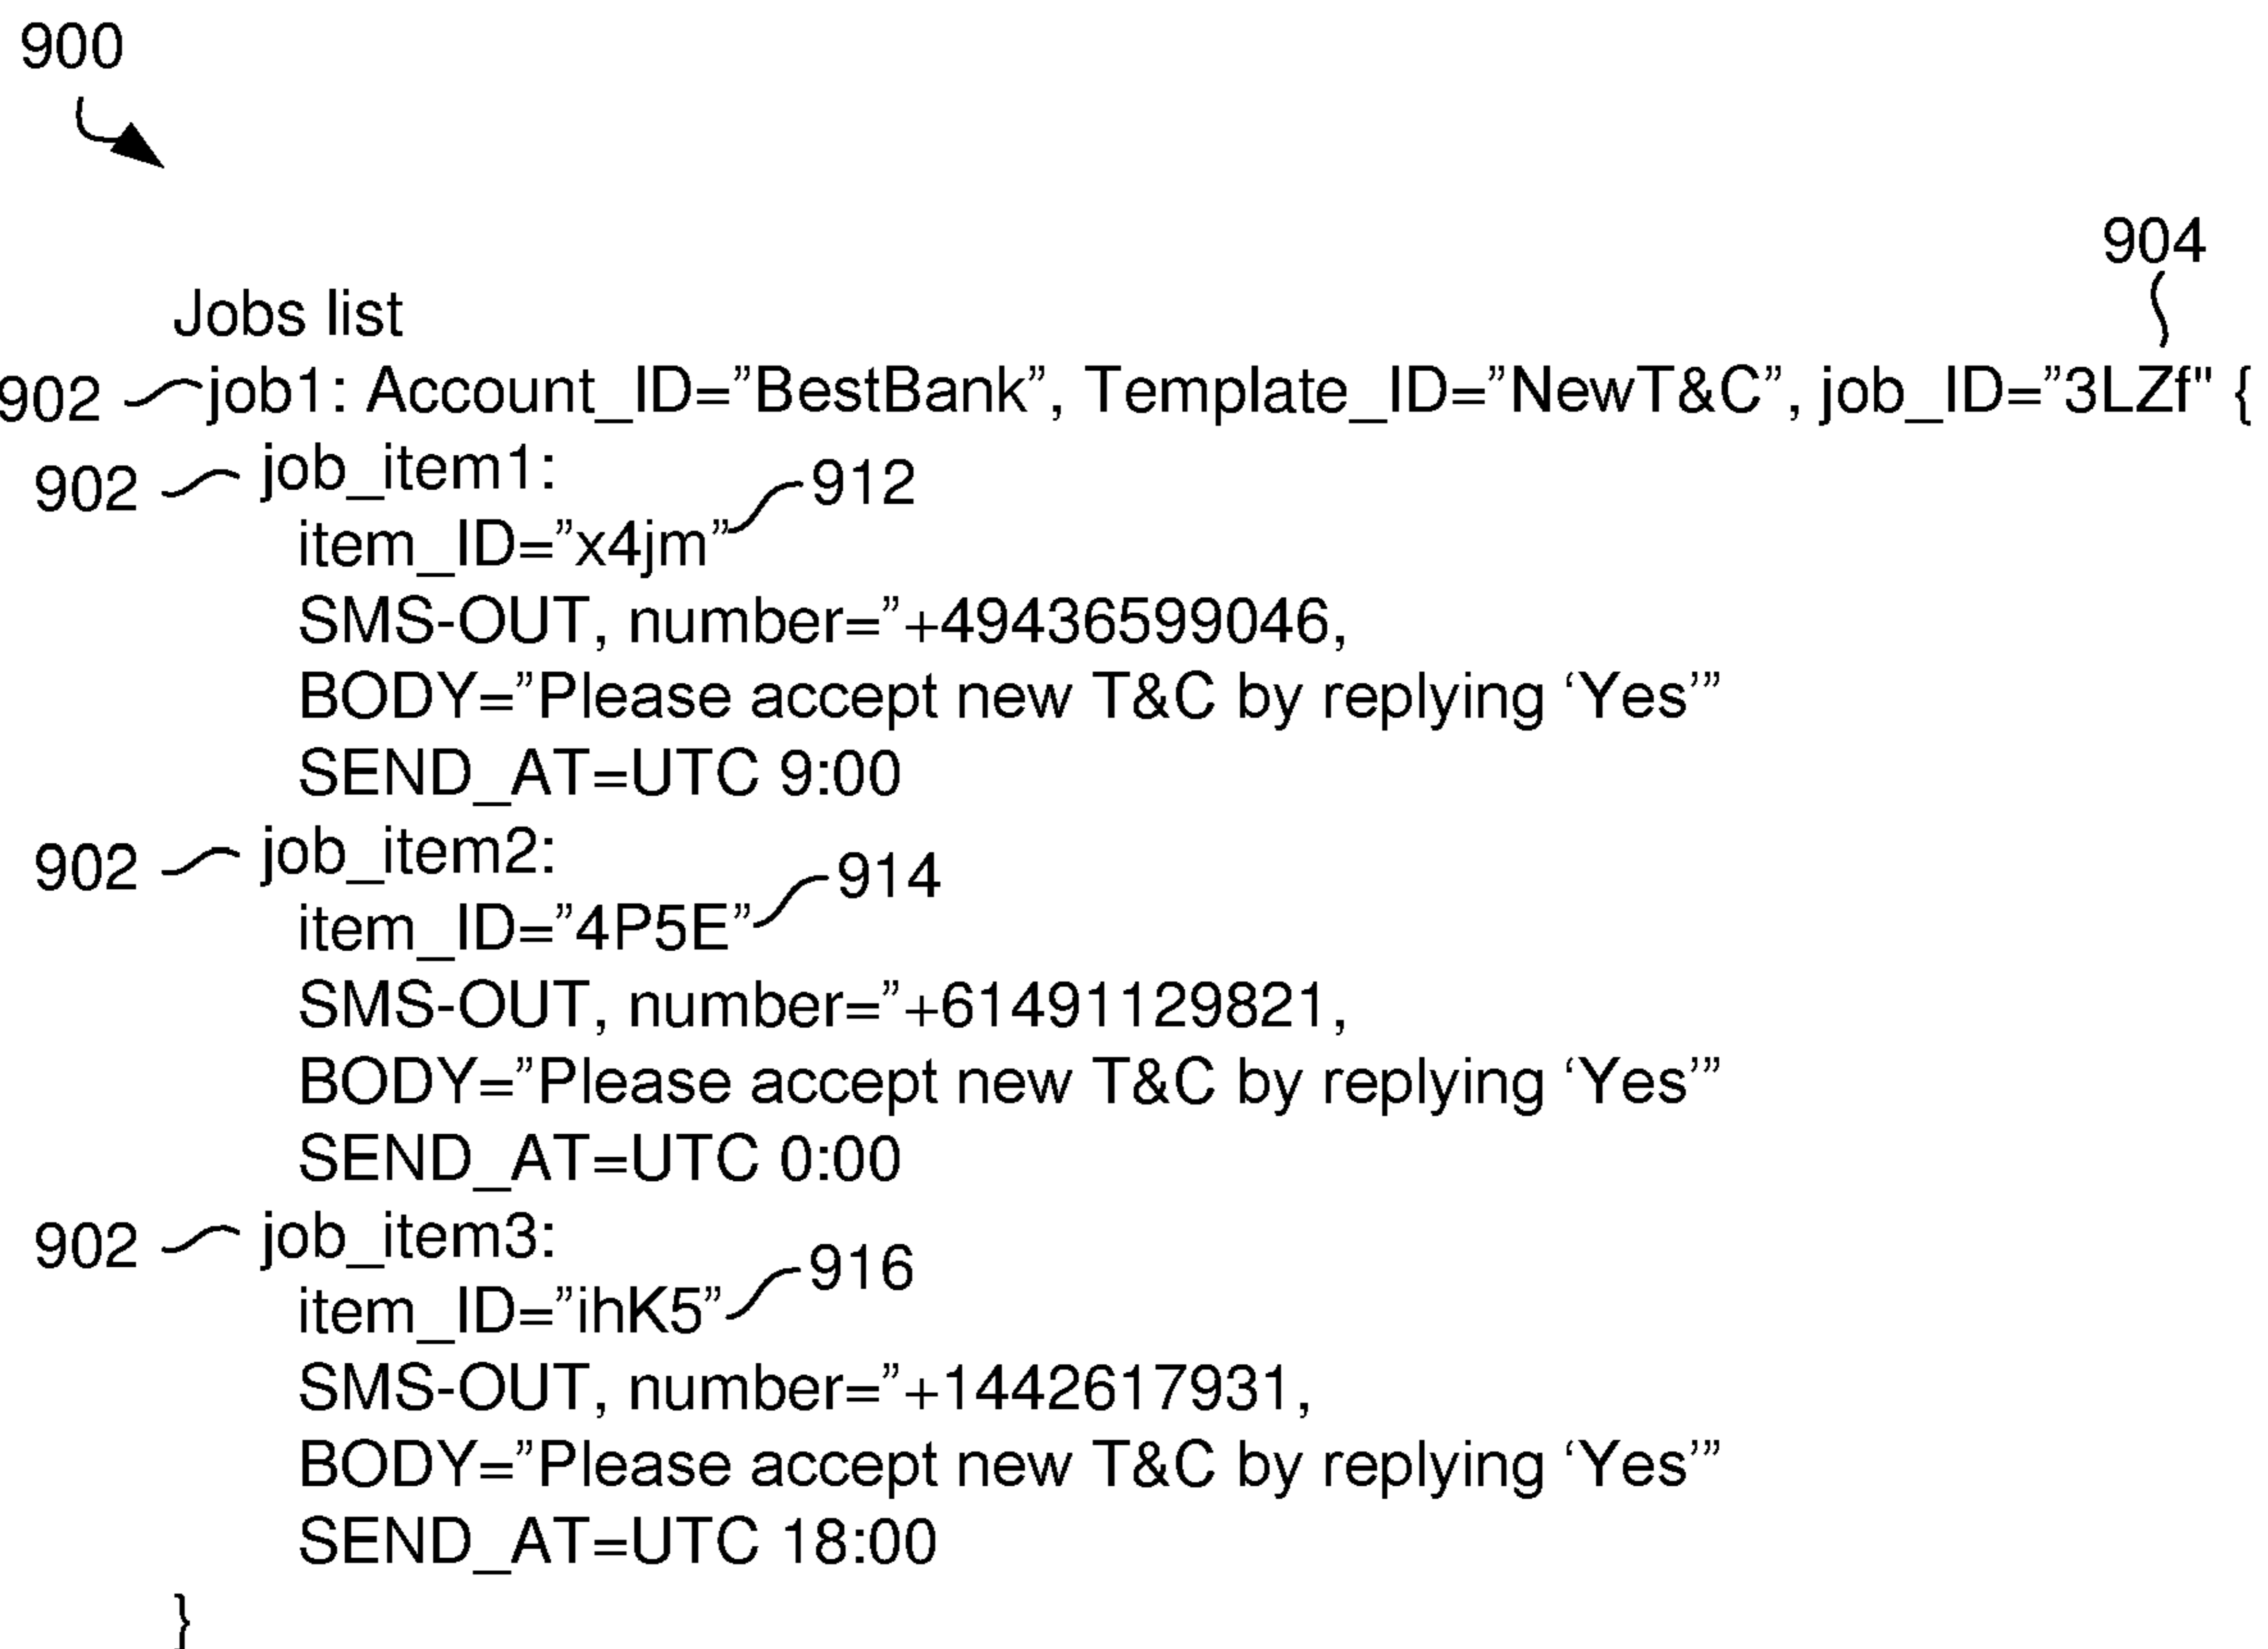 900
904
Jobs list
902 job1: Account_ID=”BestBank”, Template_ID=”NewT&C”, job_ID=”3LZf" {
902 job_item1: 912
item_ID=”x4jm”
SMS-OUT, number=”+49436599046,
BODY=”Please accept new T&C by replying ‘Yes’”
SEND_AT=UTC 9:00
902 job_item2: 914
item_ID=”4P5E”
SMS-OUT, number=”+61491129821,
BODY=”Please accept new T&C by replying ‘Yes’”
SEND_AT=UTC 0:00
902 job_item3: 916
item_ID=”ihK5”
SMS-OUT, number=”+1442617931,
BODY=”Please accept new T&C by replying ‘Yes’”
SEND_AT=UTC 18:00
}